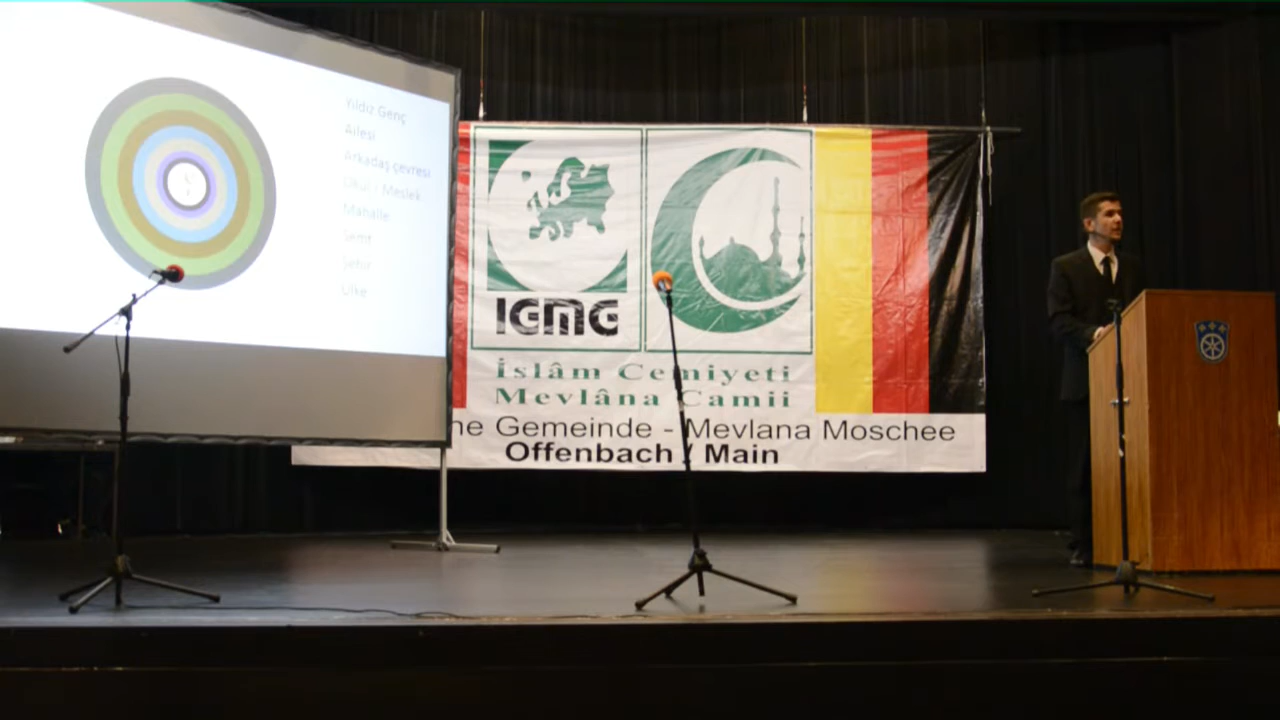 Yıldız Genç
Ailesi
Arkadaş çevresi
Okul - Meslek
Mahalle
Semt
Şehir
Ülke
IGMG
İslâm Cemiyeti
Mevlâna Camii
Gemeinde - Mevlana Moschee
Offenbach / Main